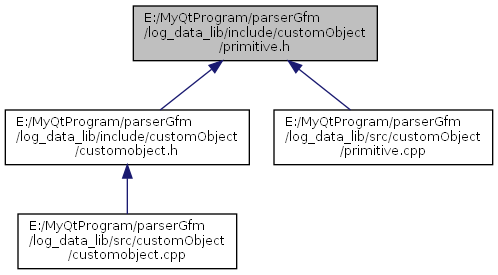 E:/MyQtProgram/parserGfm
/log_data_lib/include/customObject
/primitive.h
E:/MyQtProgram/parserGfm
/log_data_lib/include/customObject
/customobject.h
E:/MyQtProgram/parserGfm
/log_data_lib/src/customObject
/primitive.cpp
E:/MyQtProgram/parserGfm
/log_data_lib/src/customObject
/customobject.cpp